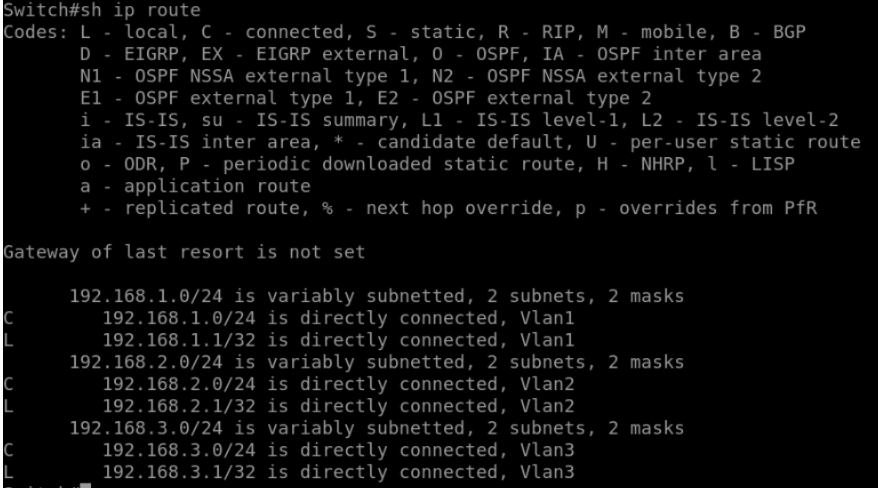 Switch#sh ip route
Codes: L - local, C - connected, S - static, R - RIP, M - mobile, B - BGP
D - EIGRP, EX - EIGRP external, O - OSPF, IA - OSPF inter area
N1 - OSPF NSSA external type 1, N2 - OSPF NSSA external type 2
E1 - OSPF external type 1, E2 - OSPF external type 2
i - IS-IS, su - IS-IS summary, L1 - IS-IS level-1, L2 - IS-IS level-2
ia - IS-IS inter area, * - candidate default, U - per-user static route
o - ODR, P - periodic downloaded static route, H - NHRP, l - LISP
a - application route
+ - replicated route, % - next hop override, p - overrides from PfR
Gateway of last resort is not set
192.168.1.0/24 is variably subnetted, 2 subnets, 2 masks
C 192.168.1.0/24 is directly connected, Vlan1
L 192.168.1.1/32 is directly connected, Vlan1
192.168.2.0/24 is variably subnetted, 2 subnets, 2 masks
C 192.168.2.0/24 is directly connected, Vlan2
L 192.168.2.1/32 is directly connected, Vlan2
192.168.3.0/24 is variably subnetted, 2 subnets, 2 masks
C 192.168.3.0/24 is directly connected, Vlan3
L 192.168.3.1/32 is directly connected, Vlan3